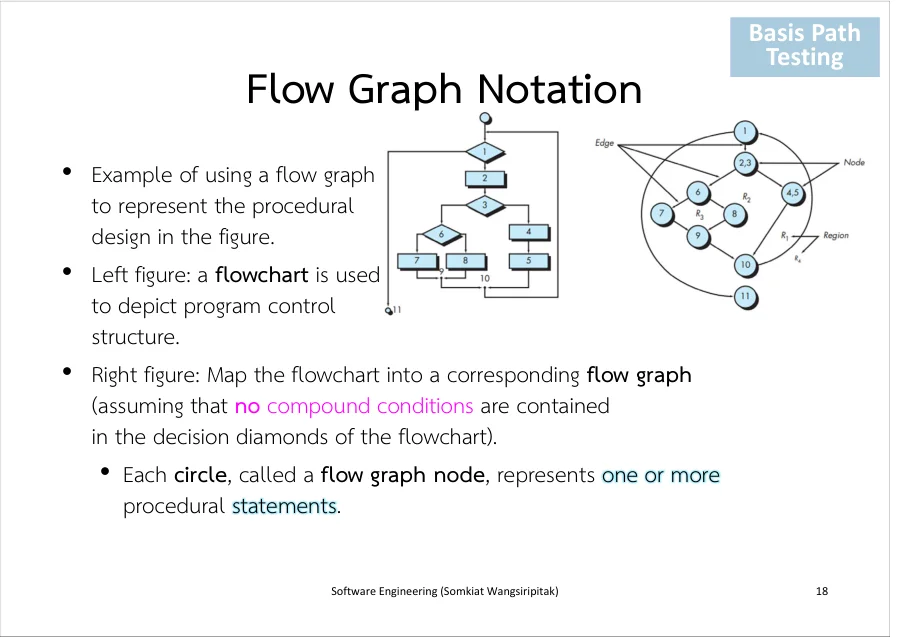 Basis Path
Testing
Flow Graph Notation
• Example of using a flow graph
to represent the procedural
design in the figure.
• Left figure: a flowchart is used
to depict program control
structure.
• Right figure: Map the flowchart into a corresponding flow graph
(assuming that no compound conditions are contained
in the decision diamonds of the flowchart).
• Each circle, called a flow graph node, represents one or more
procedural statements.
1
2
3
6
4
7
8
5
9
10
11
Edge
1
Node
2,3
6
R2
4,5
7
R3
8
9
R1
Region
R4
10
11
Software Engineering (Somkiat Wangsiripitak)
18